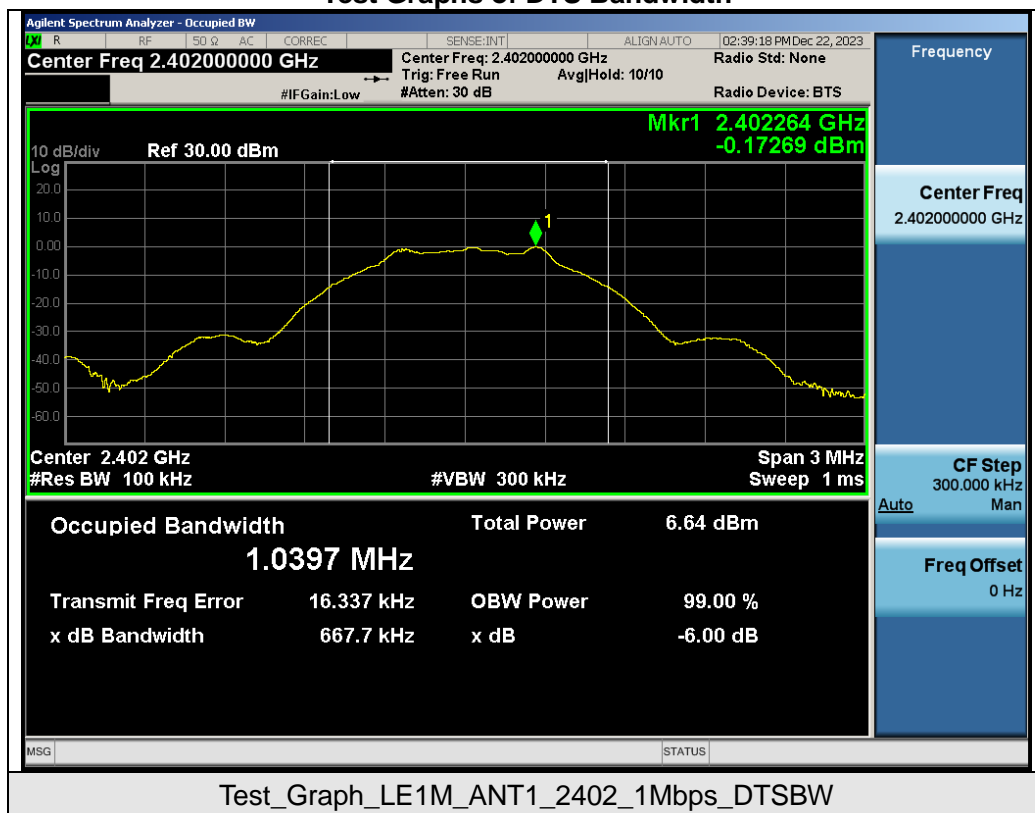 Test Graphs of DTS Bandwidth
Agilent Spectrum Analyzer - Occupied BW
LXI R RF 50 Ω AC CORREC SENSE:INT ALIGN AUTO 02:39:18 PM Dec 22, 2023
Center Freq 2.402000000 GHz
Center Freq: 2.402000000 GHz
Radio Std: None
Trig: Free Run Avg|Hold: 10/10
#IFGain:Low #Atten: 30 dB Radio Device: BTS
Frequency
Mkr1 2.402264 GHz
-0.17269 dBm
10 dB/div Ref 30.00 dBm
Log
20.0
10.0
0.00
-10.0
-20.0
-30.0
-40.0
-50.0
-60.0
1
Center 2.402 GHz Span 3 MHz
#Res BW 100 kHz #VBW 300 kHz Sweep 1 ms
Center Freq
2.402000000 GHz
CF Step
300.000 kHz
Auto Man
Freq Offset
0 Hz
Occupied Bandwidth Total Power 6.64 dBm
1.0397 MHz
Transmit Freq Error 16.337 kHz OBW Power 99.00 %
x dB Bandwidth 667.7 kHz x dB -6.00 dB
MSG STATUS
Test_Graph_LE1M_ANT1_2402_1Mbps_DTSBW